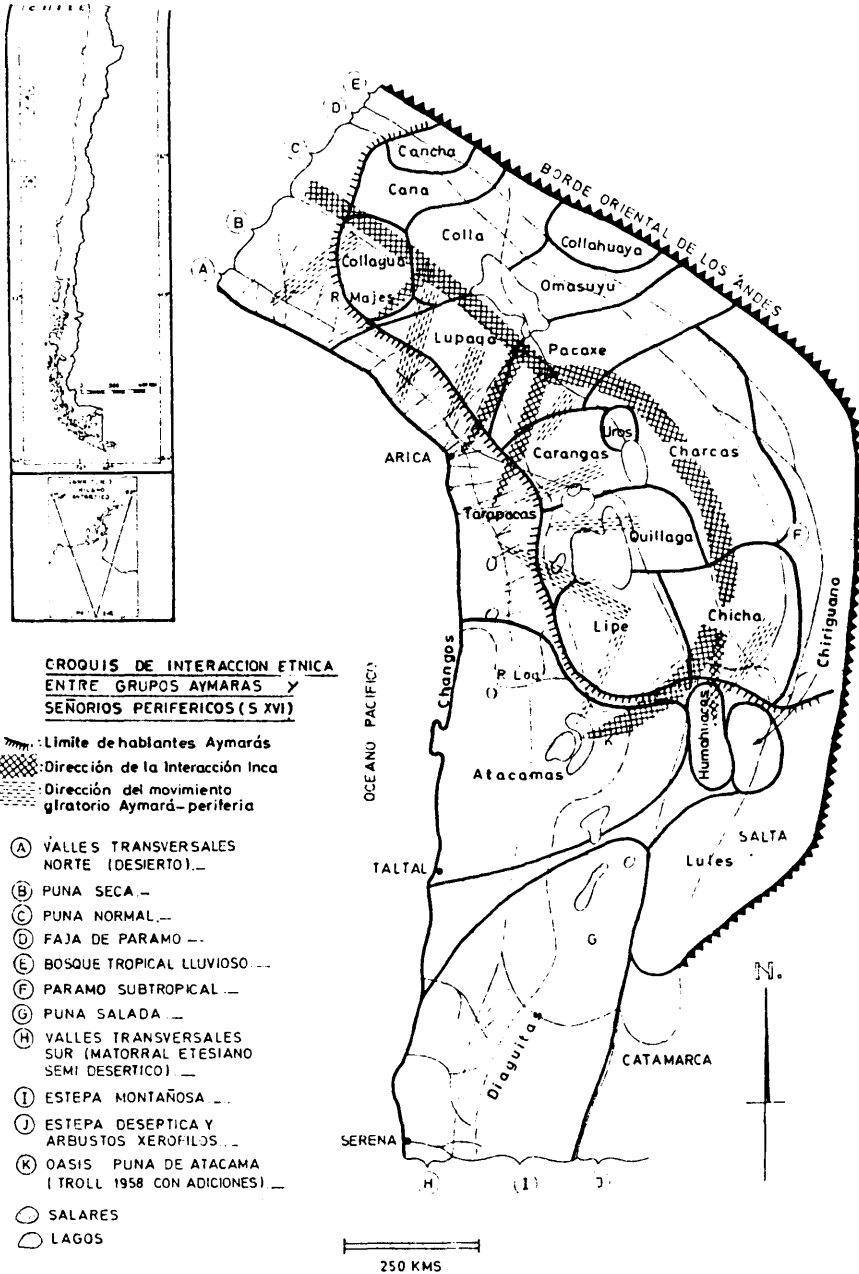 CHILE
E
D
C
B
A
BORDE ORIENTAL DE LOS ÁNDES
Cancha
Cana
Colla
Collahuaya
Collagua
Omasuyu
R Majes
Lupaqa
Pacaxe
Uros
ARICA
Carangas
Charcas
Tarapacas
Quillaga
F
Lipe
Chicha
Chiriguano
Changos
R Loa
OCEANO PACIFICO
Humahuacas
K
Atacamas
SALTA
TALTAL
Lules
G
N.
Diaguitas
CATAMARCA
SERENA
H
(I)
J)
CROQUIS DE INTERACCION ETNICA
ENTRE GRUPOS AYMARAS Y
SEÑORIOS PERIFERICOS (S XVI)
:Límite de hablantes Aymarás
:Dirección de la Interacción Inca
:Dirección del movimiento
giratorio Aymará-periferia
A VALLES TRANSVERSALES
NORTE (DESIERTO)._
B PUNA SECA.-
C PUNA NORMAL.-
D FAJA DE PARAMO -.
E BOSQUE TROPICAL LLUVIOSO._
F PARAMO SUBTROPICAL._
G PUNA SALADA._
H VALLES TRANSVERSALES
SUR (MATORRAL ETESIANO
SEMI DESERTICO)._
I ESTEPA MONTAÑOSA._
J ESTEPA DESEPTICA Y
ARBUSTOS XEROFILOS._
K OASIS PUNA DE ATACAMA
(TROLL 1958 CON ADICIONES)_
SALARES
LAGOS
250 KMS